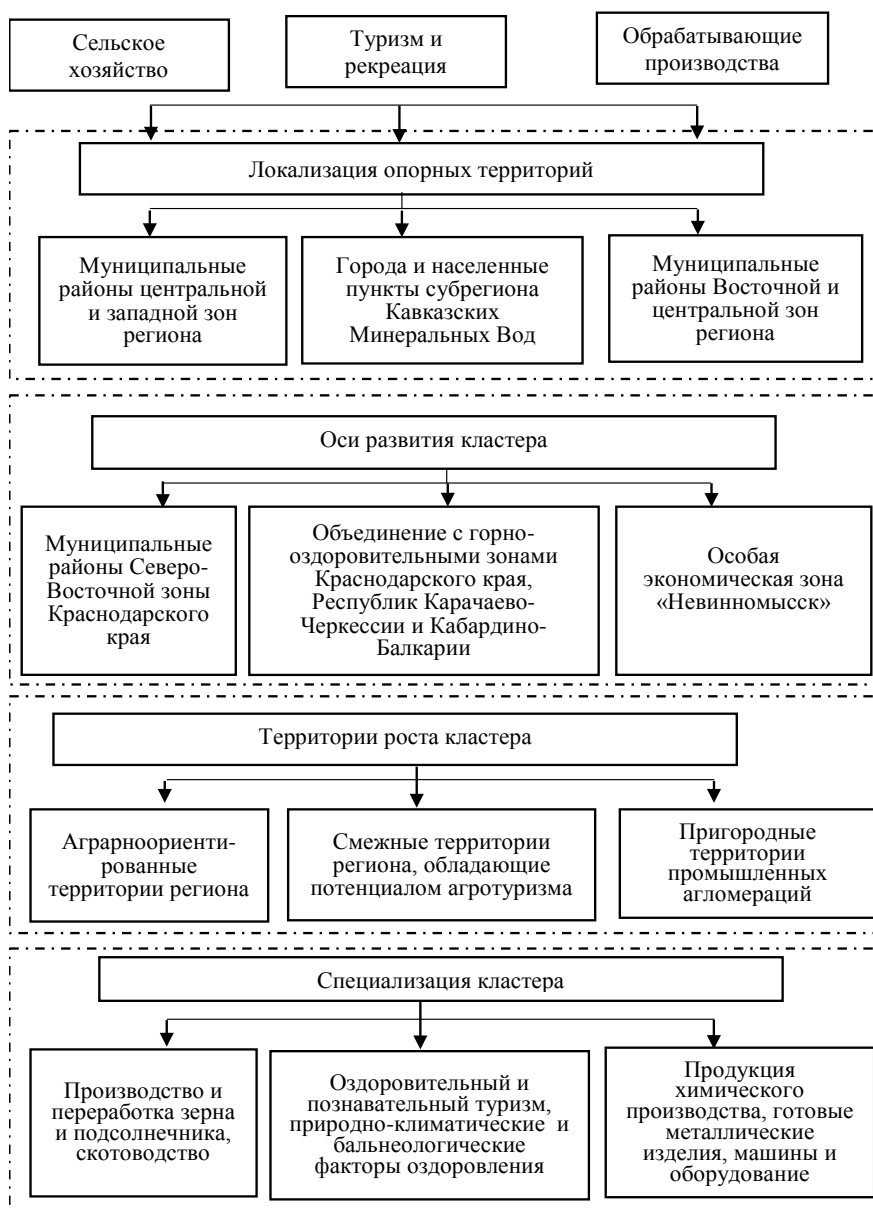 Сельское
хозяйство
Туризм и
рекреация
Обрабатывающие
производства
Локализация опорных территорий
Муниципальные
районы центральной
и западной зон
региона
Города и населенные
пункты субрегиона
Кавказских
Минеральных Вод
Муниципальные
районы Восточной и
центральной зон
региона
Оси развития кластера
Муниципальные
районы Северо-
Восточной зоны
Краснодарского
края
Объединение с горно-
оздоровительными зонами
Краснодарского края,
Республик Карачаево-
Черкессии и Кабардино-
Балкарии
Особая
экономическая зона
«Невинномысск»
Территории роста кластера
Аграрноориенти-
рованные
территории региона
Смежные территории
региона, обладающие
потенциалом агротуризма
Пригородные
территории
промышленных
агломераций
Специализация кластера
Производство и
переработка зерна
и подсолнечника,
скотоводство
Оздоровительный и
познавательный туризм,
природно-климатические и
бальнеологические
факторы оздоровления
Продукция
химического
производства, готовые
металлические
изделия, машины и
оборудование